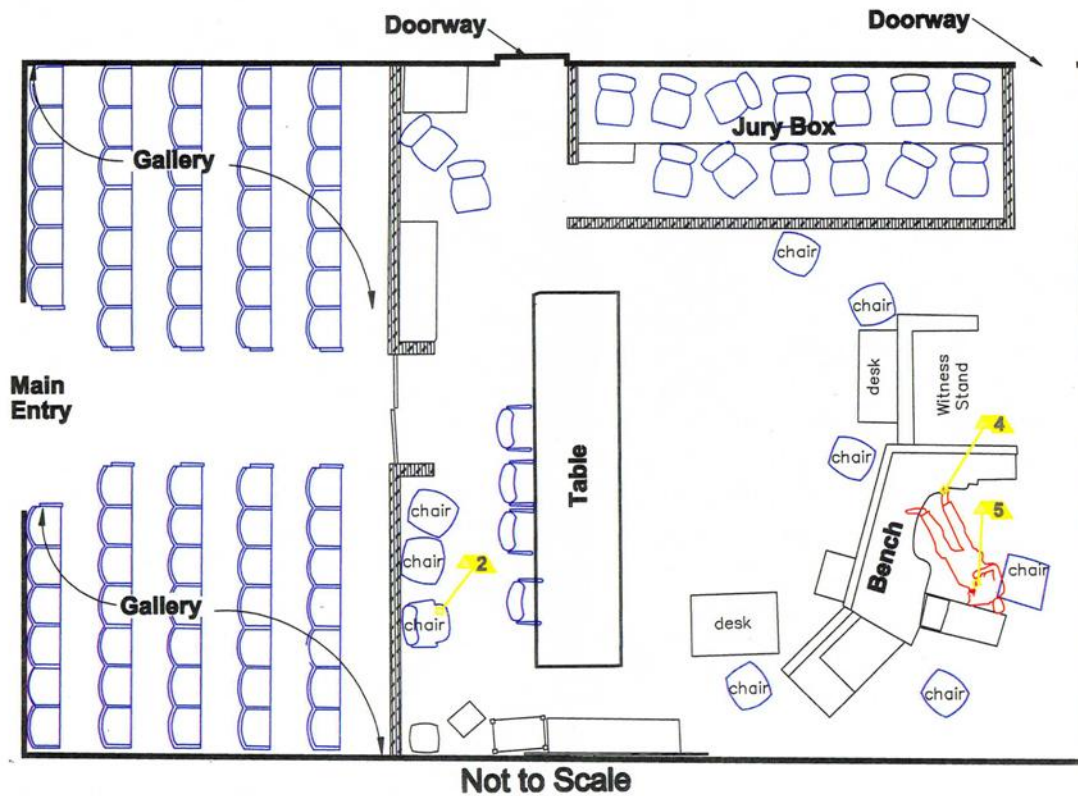 Doorway
Doorway
Jury Box
Gallery
chair
chair
desk
Witness
Stand
Main
Entry
4
chair
Table
chair
5
2
chair
Bench
chair
Gallery
chair
desk
chair
chair
Not to Scale